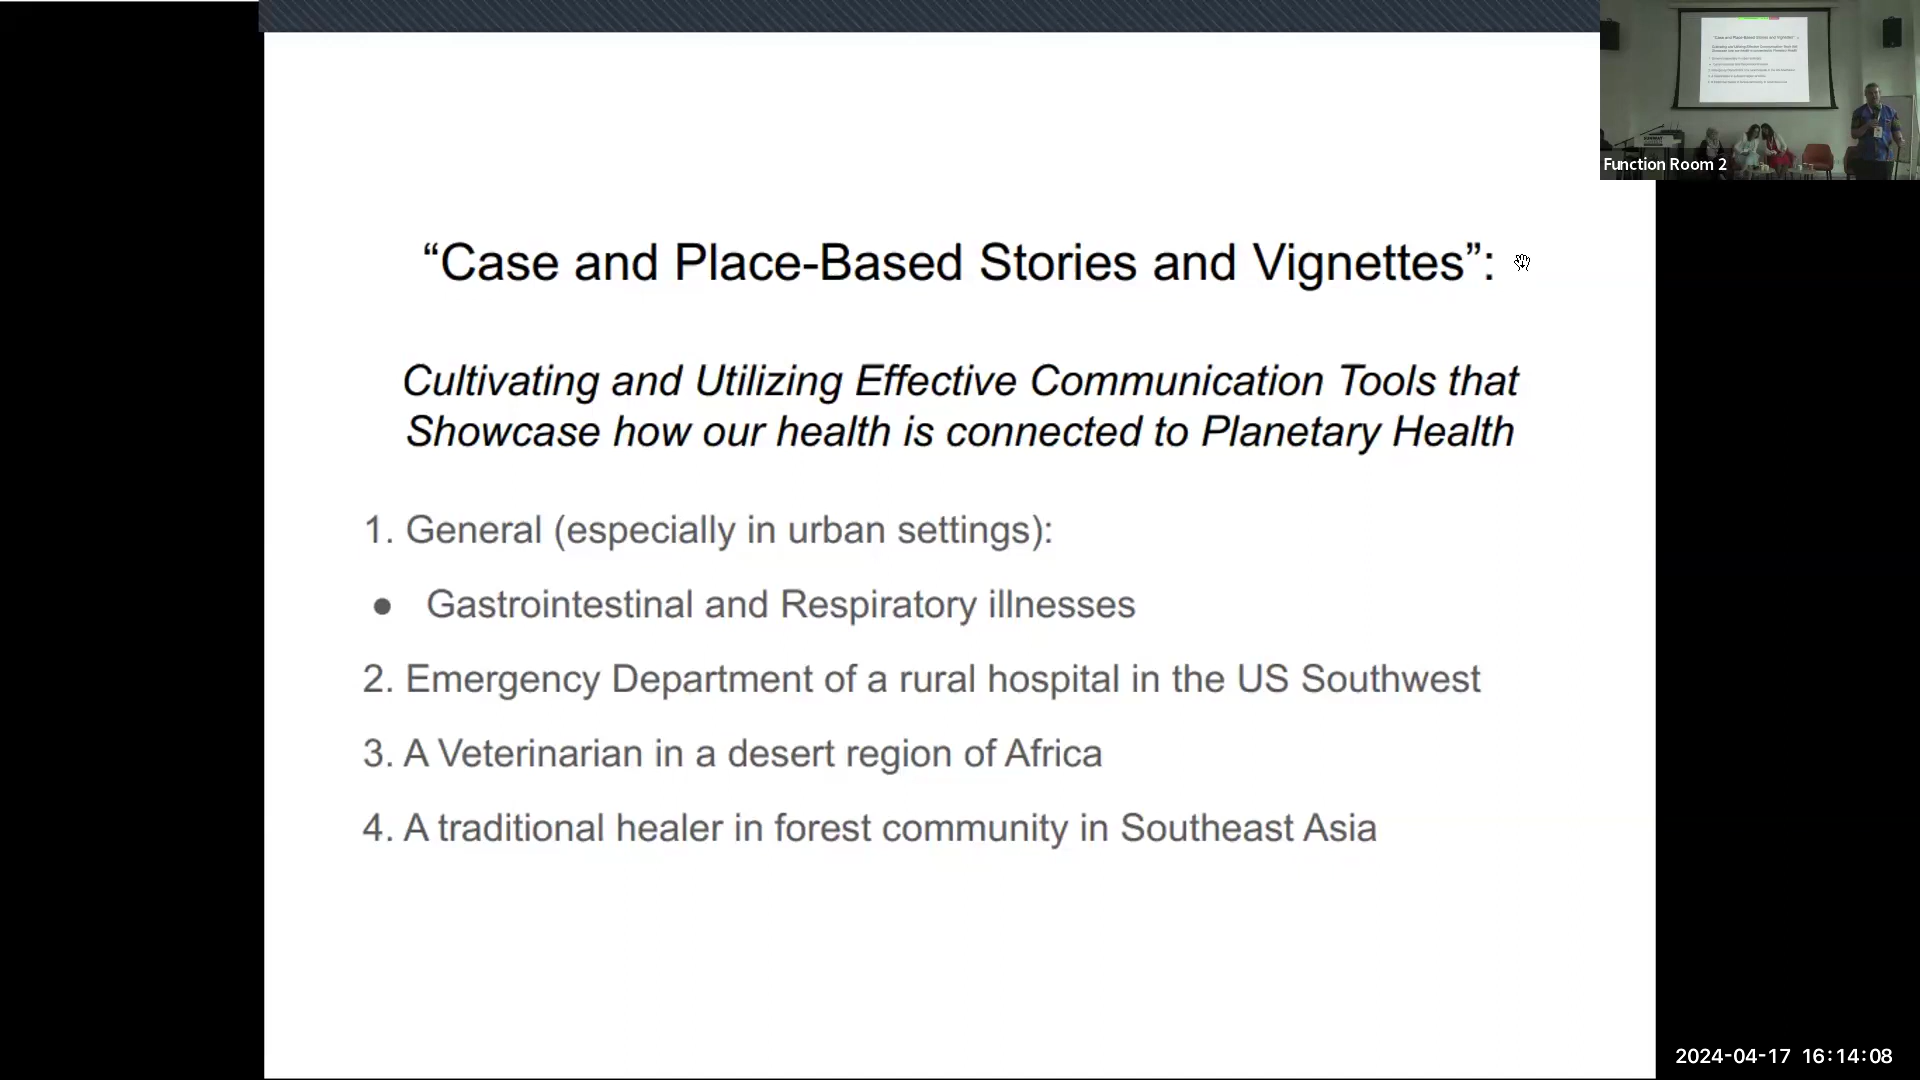 “Case and Place-Based Stories and Vignettes”:
Cultivating and Utilizing Effective Communication Tools that
Showcase how our health is connected to Planetary Health
1. General (especially in urban settings):
● Gastrointestinal and Respiratory illnesses
2. Emergency Department of a rural hospital in the US Southwest
3. A Veterinarian in a desert region of Africa
4. A traditional healer in forest community in Southeast Asia
Function Room 2
2024-04-17 16:14:08